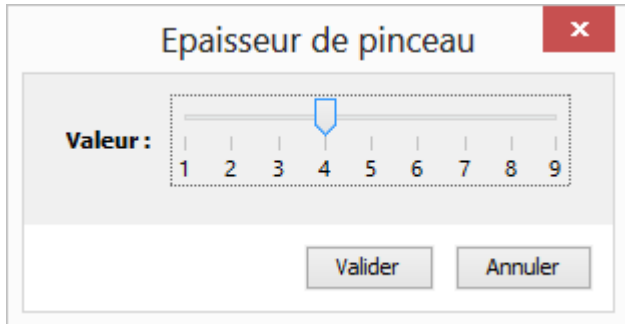 Epaisseur de pinceau
Valeur :
1 2 3 4 5 6 7 8 9
Valider Annuler